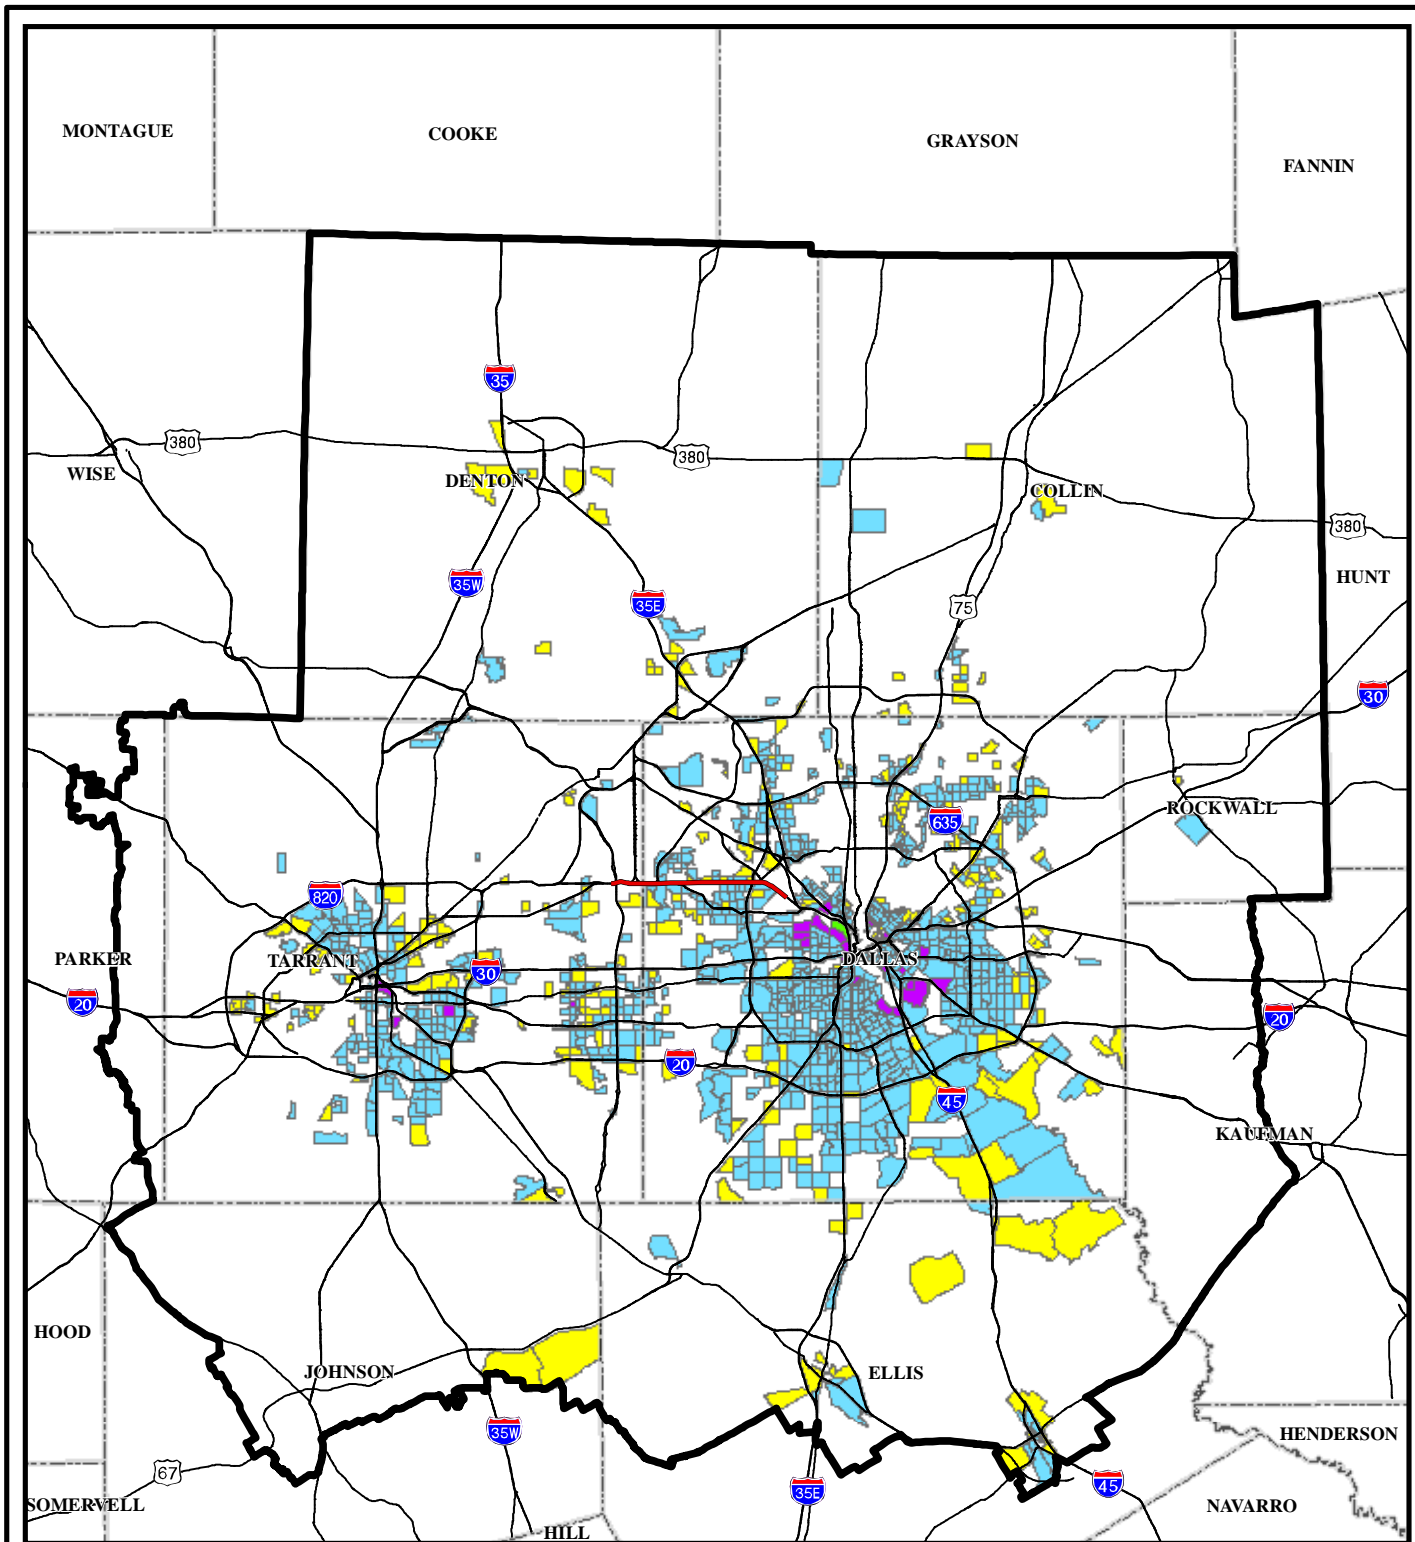 MONTAGUE
COOKE
GRAYSON
FANNIN
35
380
380
WISE
DENTON
COLLIN
380
35W
35E
75
HUNT
30
ROCKWALL
635
820
PARKER
TARRANT
30
DALLAS
20
20
20
45
KAUFMAN
HOOD
JOHNSON
ELLIS
35W
67
HENDERSON
35E
45
SOMERVELL
NAVARRO
HILL